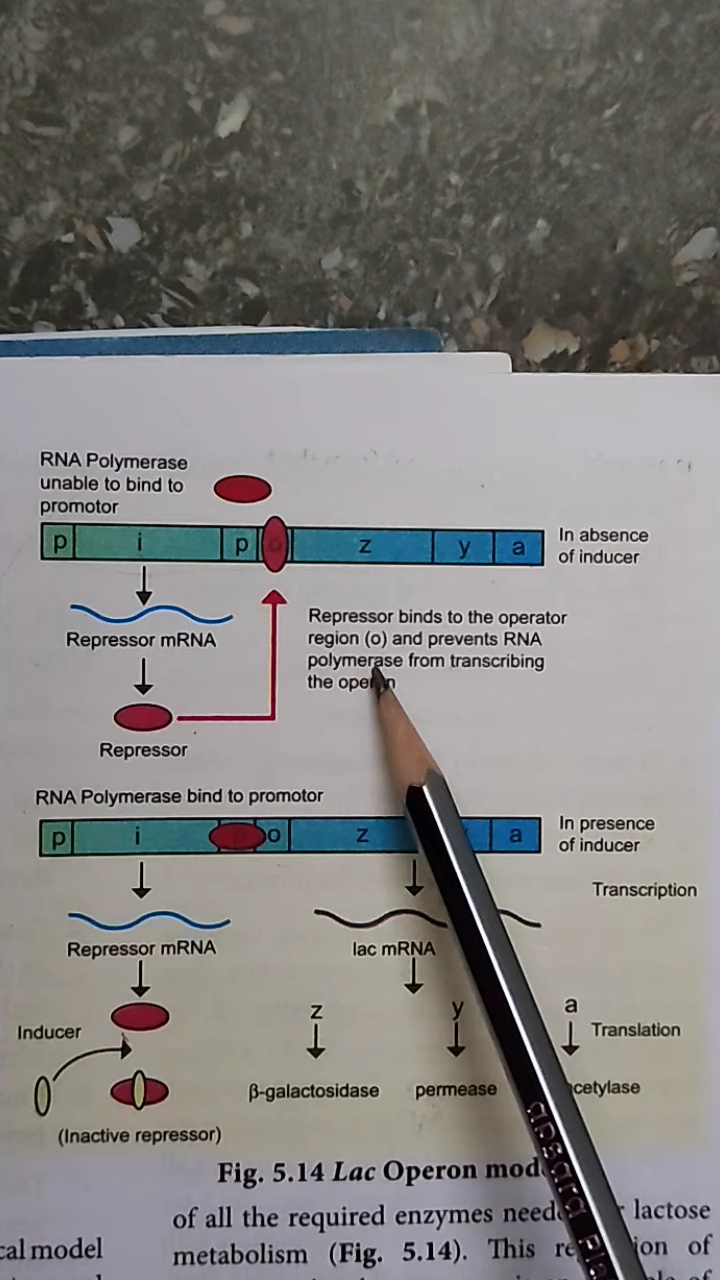 RNA Polymerase
unable to bind to
promotor
p i p o z y a
In absence
of inducer
Repressor mRNA
Repressor binds to the operator
region (o) and prevents RNA
polymerase from transcribing
the
Repressor
RNA Polymerase bind to promotor
p i o z a
In presence
of inducer
Transcription
Repressor mRNA
lac mRNA
z y a
Inducer
Translation
β-galactosidase permease
(Inactive repressor)
Fig. 5.14 Lac Operon
of all the required enzymes lactose
cal model
metabolism (Fig. 5.14). This of
apsara